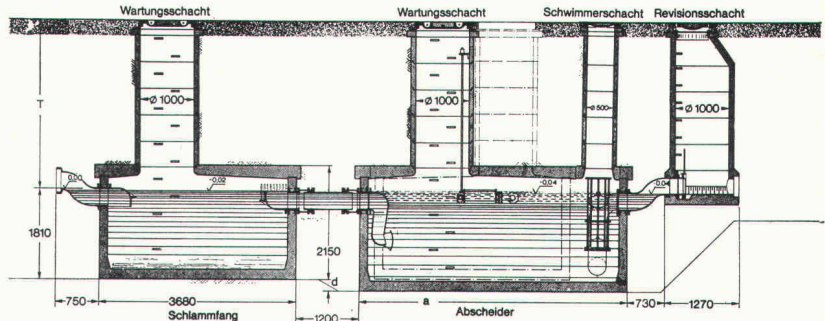 Wartungsschacht Wartungsschacht Schwimmerschacht Revisionsschacht
T
Ø 1000 Ø 1000 Ø 500 Ø 1000
0.00 -0.02 -0.04 -0.04
1810 2150
d
750 3680 a 730 1270
Schlammfang 1200 Abscheider